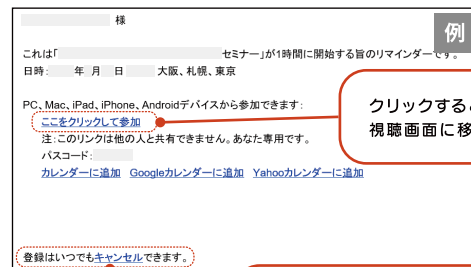 様
例
これは「 セミナー」が1時間に開始する旨のリマインダーです。
日時: 年 月 日 大阪、札幌、東京
PC、Mac、iPad、iPhone、Androidデバイスから参加できます:
ここをクリックして参加
注:このリンクは他の人と共有できません。あなた専用です。
パスコード:
カレンダーに追加 Googleカレンダーに追加 Yahooカレンダーに追加
クリックする
視聴画面に移
登録はいつでもキャンセルできます。